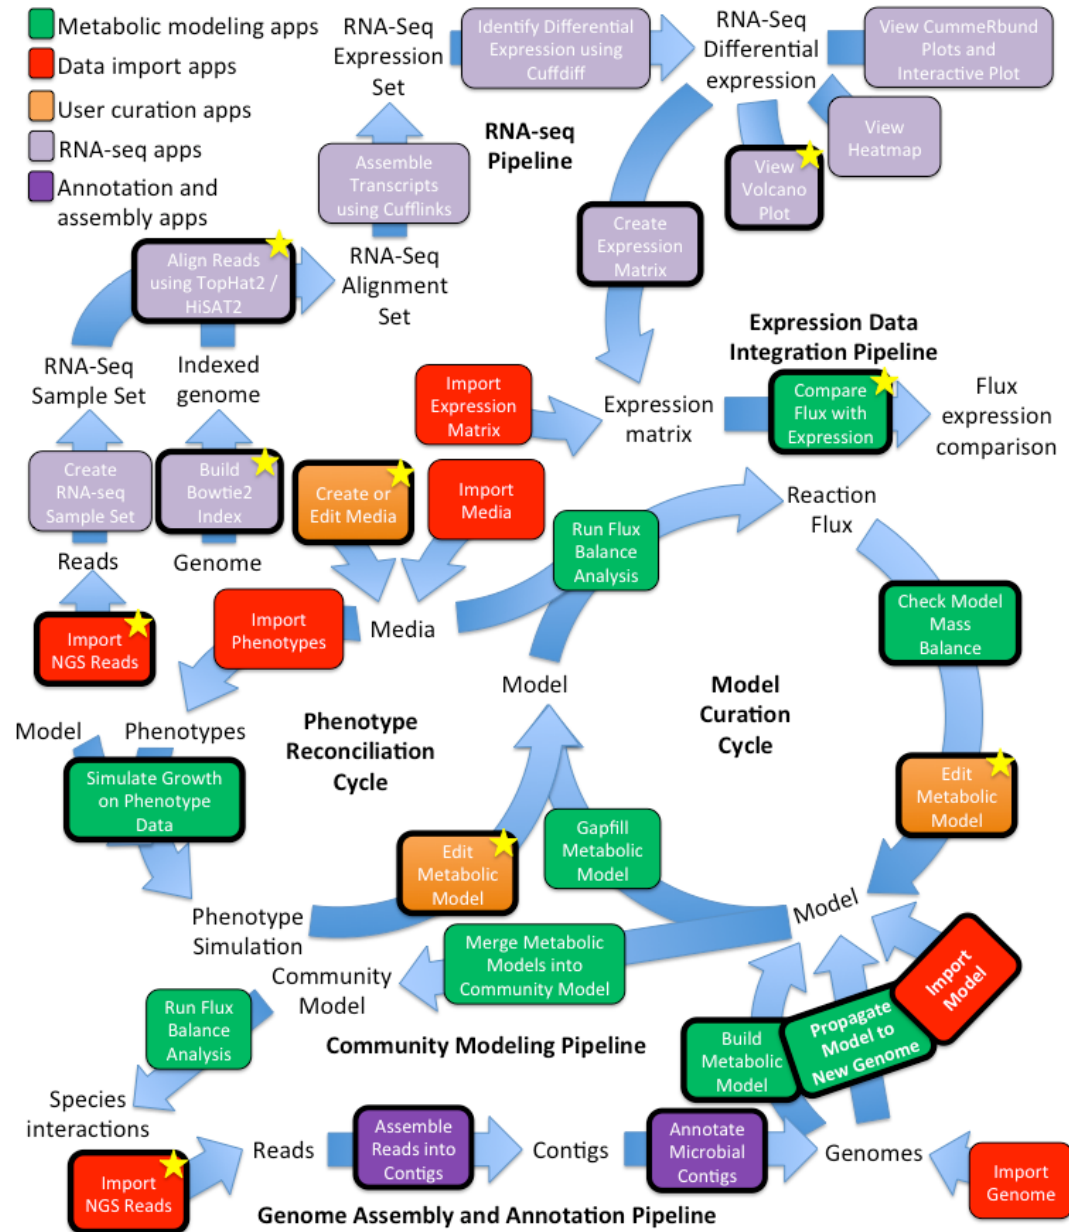 Metabolic modeling apps
Data import apps
User curation apps
RNA-seq apps
Annotation and
assembly apps
RNA-Seq
Expression
Set
Identify Differential
Expression using
Cuffdiff
RNA-Seq
Differential
expression
View CummeRbund
Plots and
Interactive Plot
View
Heatmap
View
Volcano
Plot
RNA-seq
Pipeline
Assemble
Transcripts
using Cufflinks
Create
Expression
Matrix
Align Reads
using TopHat2 /
HiSAT2
RNA-Seq
Alignment
Set
RNA-Seq
Sample Set
Indexed
genome
Expression Data
Integration Pipeline
Import
Expression
Matrix
Expression
matrix
Compare
Flux with
Expression
Flux
expression
comparison
Create
RNA-seq
Sample Set
Build
Bowtie2
Index
Create or
Edit Media
Import
Media
Reaction
Flux
Run Flux
Balance
Analysis
Reads
Genome
Import
NGS Reads
Import
Phenotypes
Media
Check Model
Mass
Balance
Model
Model
Curation
Cycle
Phenotype
Reconciliation
Cycle
Model
Phenotypes
Simulate Growth
on Phenotype
Data
Edit
Metabolic
Model
Gapfill
Metabolic
Model
Edit
Metabolic
Model
Phenotype
Simulation
Model
Merge Metabolic
Models into
Community Model
Community
Model
Import
Model
Propagate
Model to
New Genome
Build
Metabolic
Model
Run Flux
Balance
Analysis
Community Modeling Pipeline
Species
interactions
Import
NGS Reads
Reads
Assemble
Reads into
Contigs
Contigs
Annotate
Microbial
Contigs
Genomes
Import
Genome
Genome Assembly and Annotation Pipeline